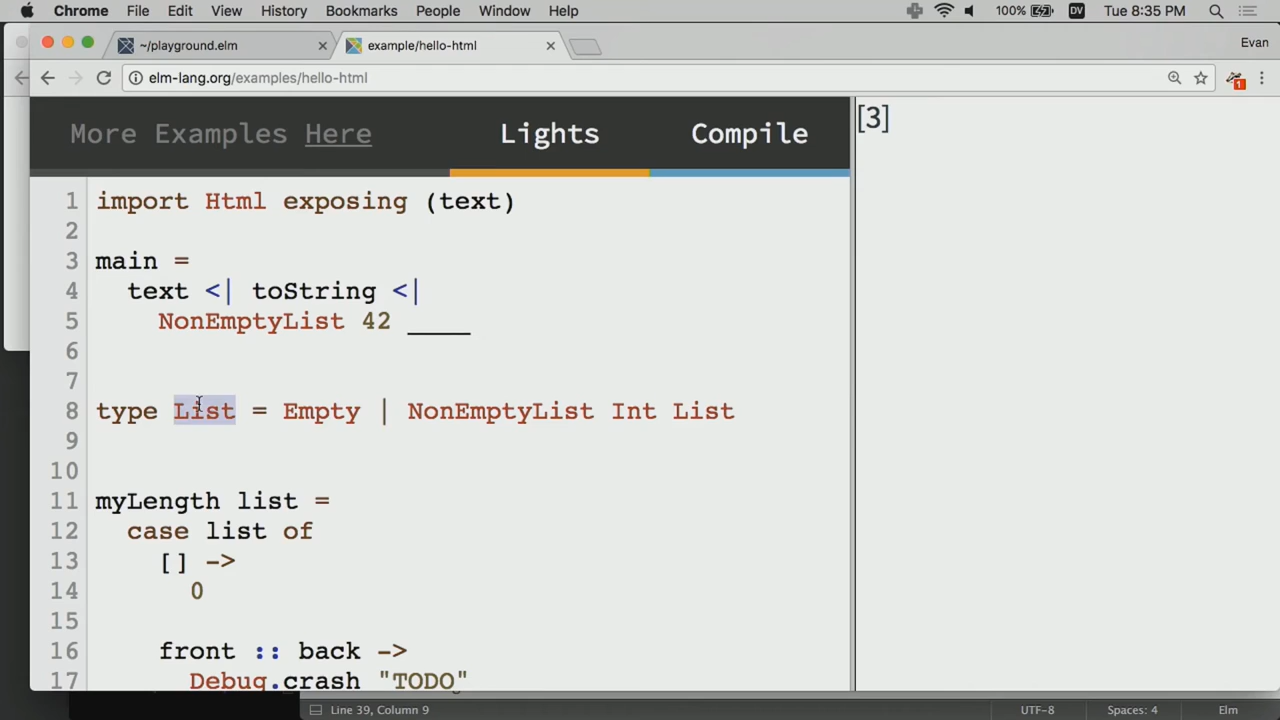 Chrome File Edit View History Bookmarks People Window Help 100% DV Tue 8:35 PM
~/playground.elm example/hello-html Evan
elm-lang.org/examples/hello-html 1
More Examples Here Lights Compile
[3]
1 import Html exposing (text)
2
3 main =
4 text <| toString <|
5 NonEmptyList 42 _____
6
7
8 type List = Empty | NonEmptyList Int List
9
10
11 myLength list =
12 case list of
13 [] ->
14 0
15
16 front :: back ->
17 Debug.crash "TODO"
Line 39, Column 9 UTF-8 Spaces: 4 Elm